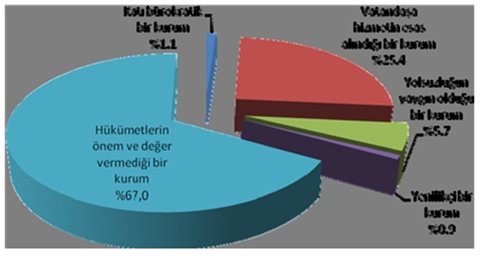 Katı bürokratik
bir kurum
%1.1
Vatandaşa
hizmetin esas
alındığı bir kurum
%25.4
Yolsuzluğun
yaygın olduğu
bir kurum
%5.7
Yenilikçi bir
kurum
%0.9
Hükümetlerin
önem ve değer
vermediği bir
kurum
%67,0